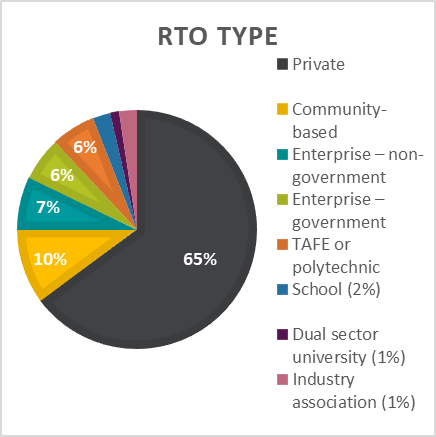 RTO TYPE
Private
Community-
based
Enterprise – non-
government
Enterprise –
government
TAFE or
polytechnic
School (2%)
Dual sector
university (1%)
Industry
association (1%)
6%
6%
7%
10%
65%